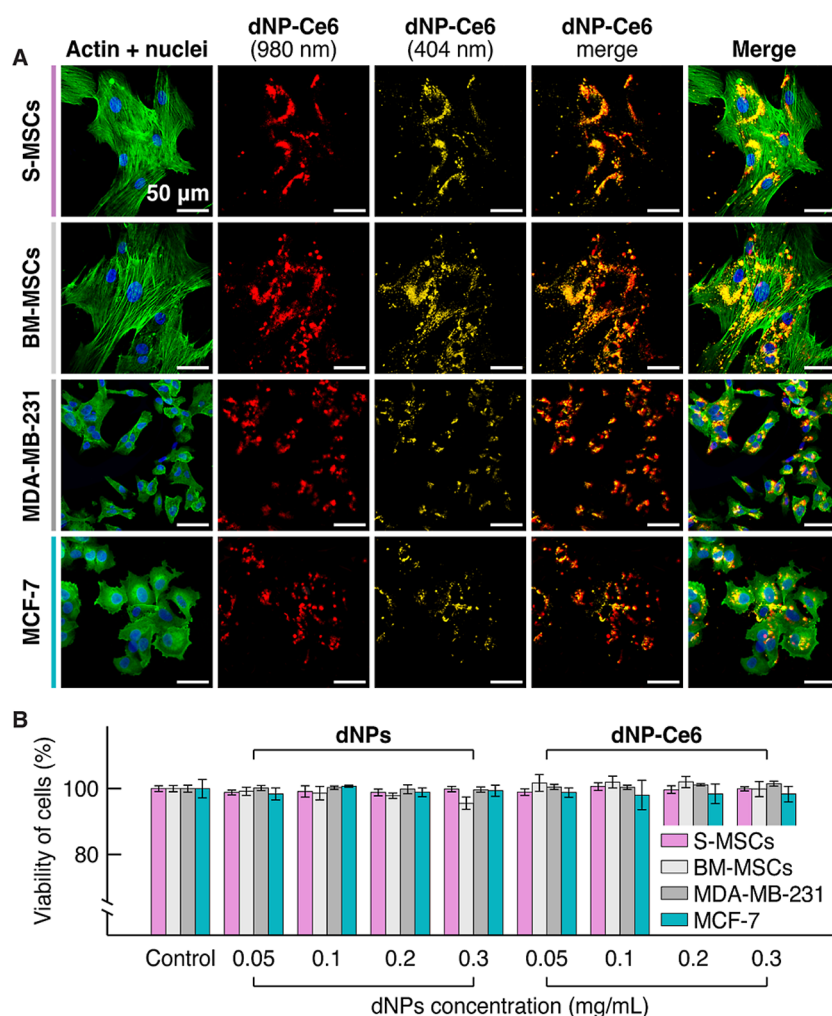 A
Actin + nuclei
dNP-Ce6
(980 nm)
dNP-Ce6
(404 nm)
dNP-Ce6
merge
Merge
S-MSCs
50 µm
BM-MSCs
MDA-MB-231
MCF-7
B
dNPs
dNP-Ce6
Viability of cells (%)
100
80
S-MSCs
BM-MSCs
MDA-MB-231
MCF-7
Control 0.05 0.1 0.2 0.3 0.05 0.1 0.2 0.3
dNPs concentration (mg/mL)